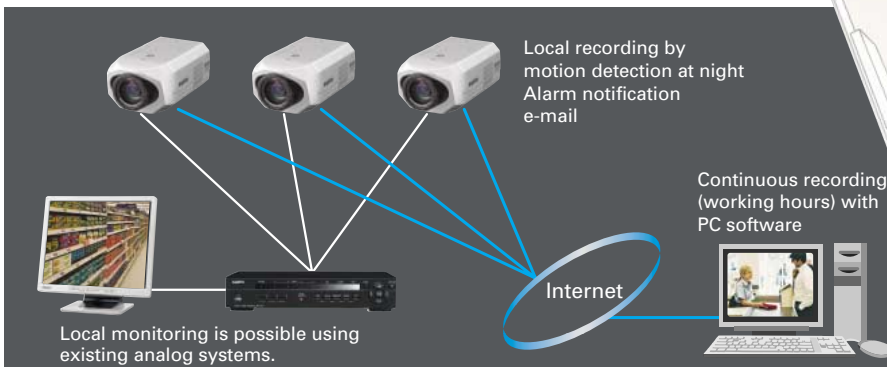 Local recording by
motion detection at night
Alarm notification
e-mail
Continuous recording
(working hours) with
PC software
Internet
Local monitoring is possible using
existing analog systems.